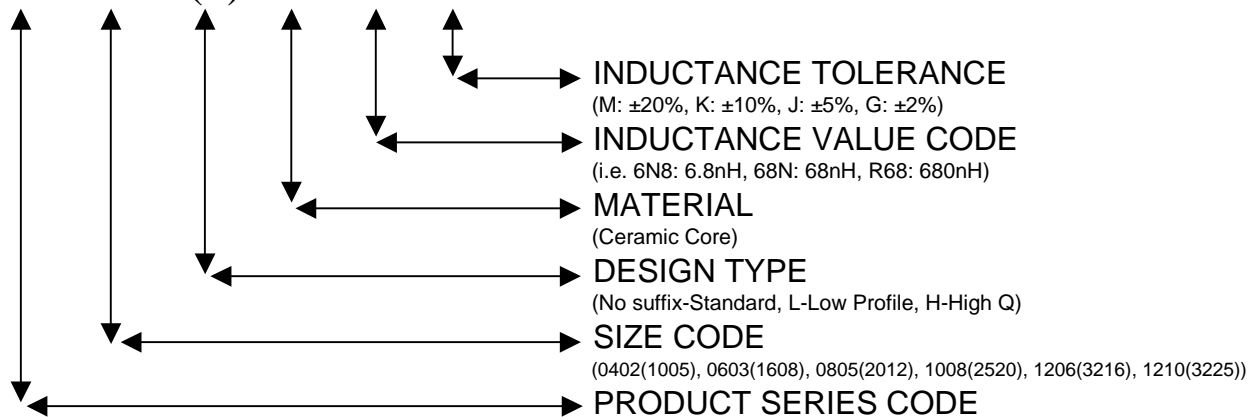 INDUCTANCE TOLERANCE
(M: ±20%, K: ±10%, J: ±5%, G: ±2%)
INDUCTANCE VALUE CODE
(i.e. 6N8: 6.8nH, 68N: 68nH, R68: 680nH)
MATERIAL
(Ceramic Core)
DESIGN TYPE
(No suffix-Standard, L-Low Profile, H-High Q)
SIZE CODE
(0402(1005), 0603(1608), 0805(2012), 1008(2520), 1206(3216), 1210(3225))
PRODUCT SERIES CODE